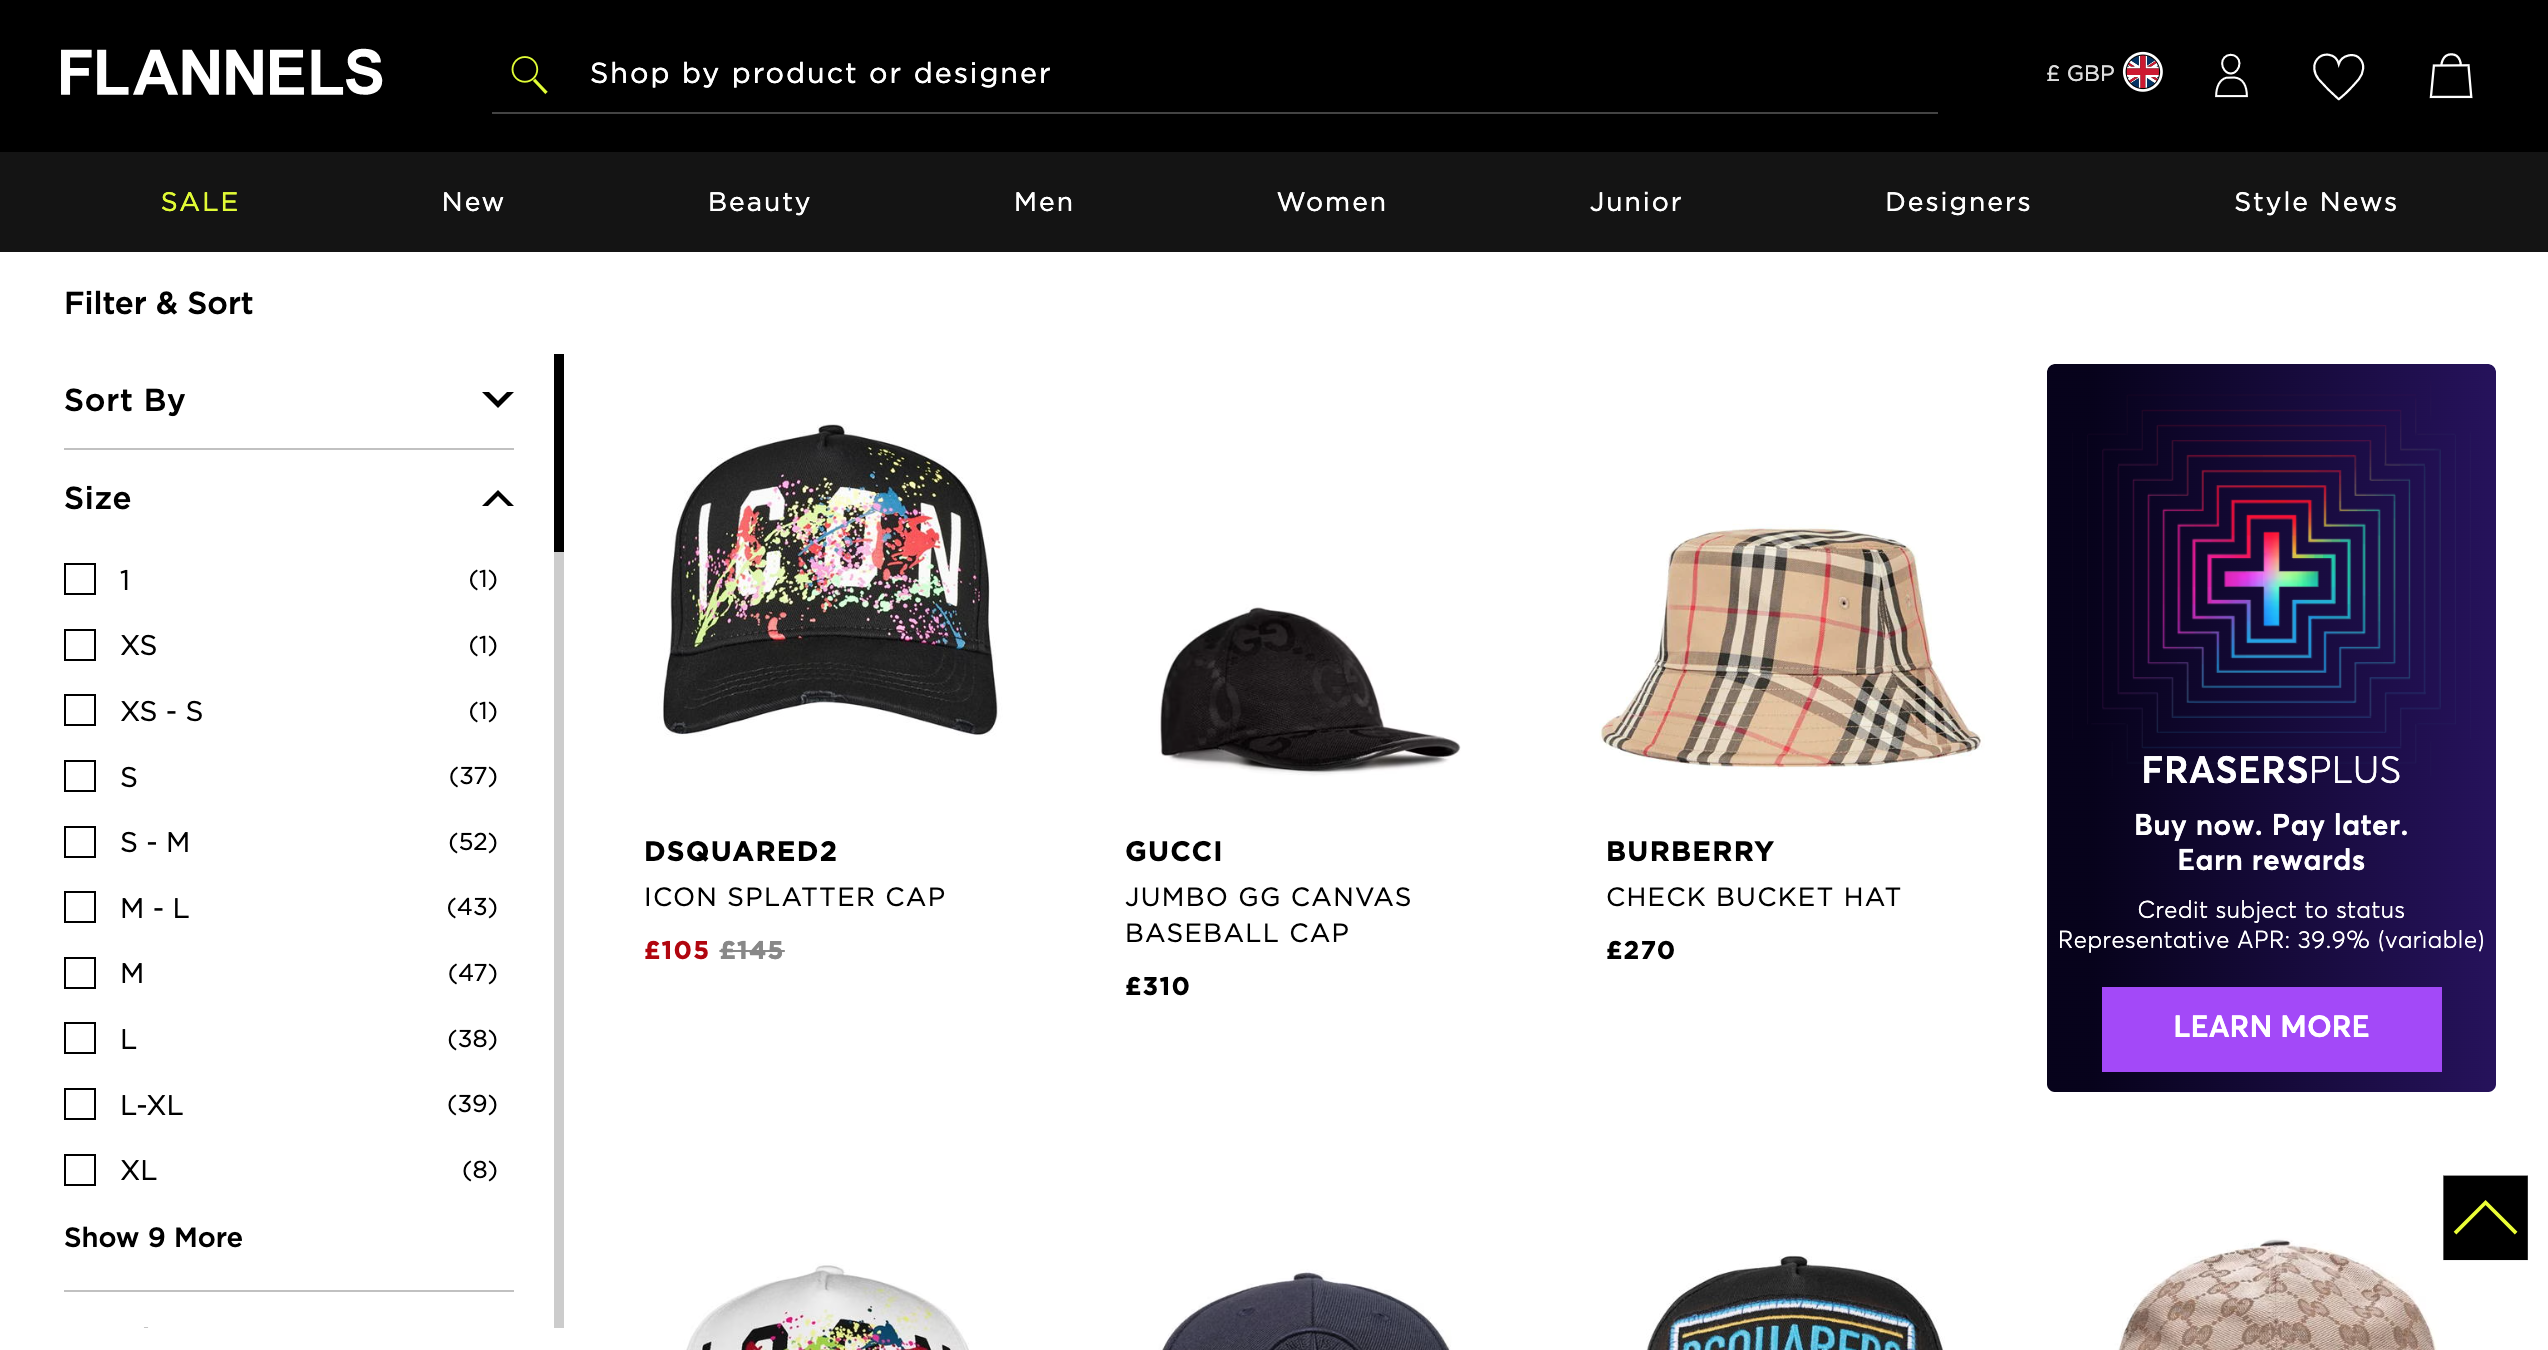 FLANNELS
Shop by product or designer
£ GBP
SALE
New
Beauty
Men
Women
Junior
Designers
Style News
Filter & Sort
Sort By
Size
1 (1)
XS (1)
XS - S (1)
S (37)
S - M (52)
M - L (43)
M (47)
L (38)
L-XL (39)
XL (8)
Show 9 More
ICON
DSQUARED2
ICON SPLATTER CAP
£105 £145
GUCCI
JUMBO GG CANVAS
BASEBALL CAP
£310
BURBERRY
CHECK BUCKET HAT
£270
FRASERSPLUS
Buy now. Pay later.
Earn rewards
Credit subject to status
Representative APR: 39.9% (variable)
LEARN MORE